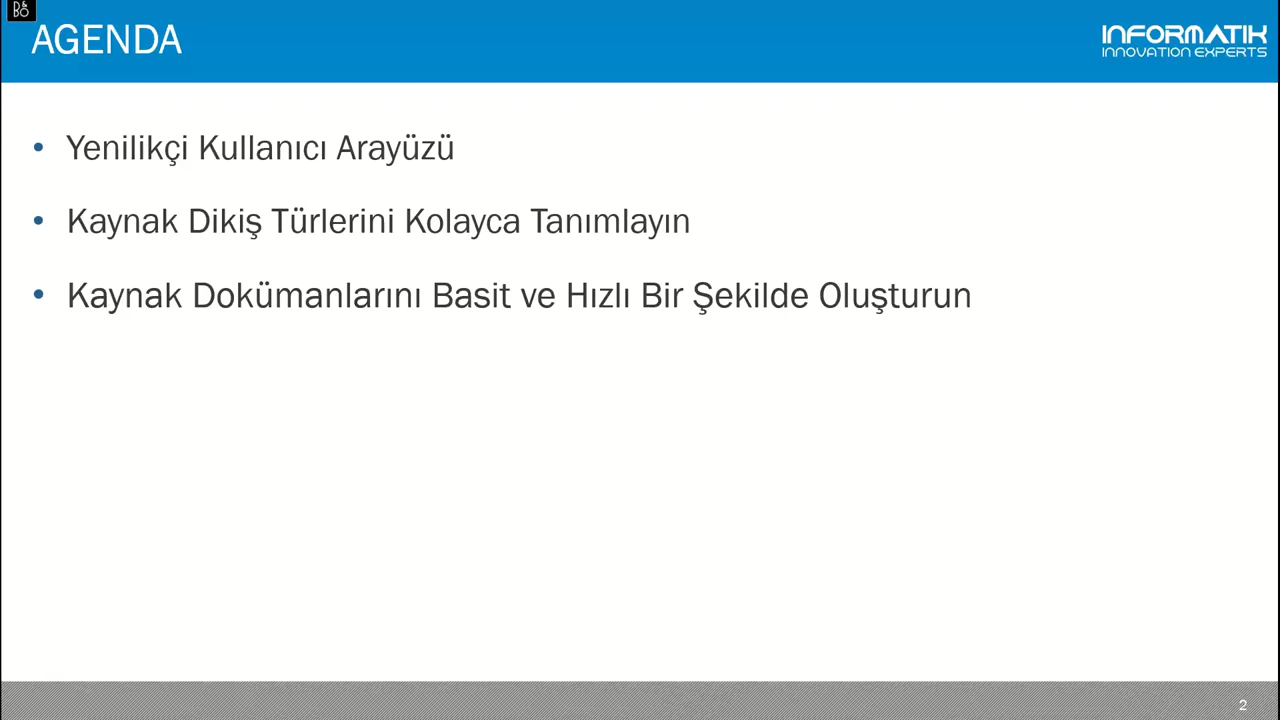 B&O
AGENDA
INFORMATIK
INNOVATION EXPERTS
• Yenilikçi Kullanıcı Arayüzü
• Kaynak Dikiş Türlerini Kolayca Tanımlayın
• Kaynak Dokümanlarını Basit ve Hızlı Bir Şekilde Oluşturun
2